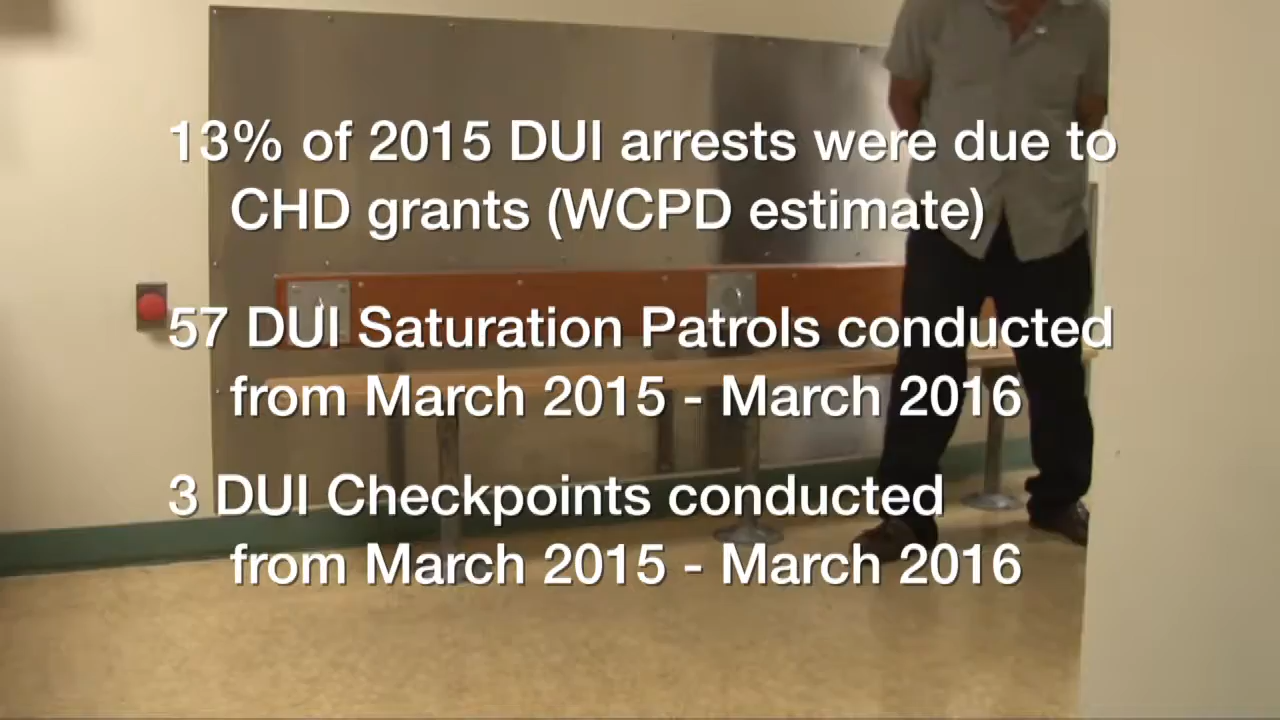 13% of 2015 DUI arrests were due to
CHD grants (WCPD estimate)
57 DUI Saturation Patrols conducted
from March 2015 - March 2016
3 DUI Checkpoints conducted
from March 2015 - March 2016